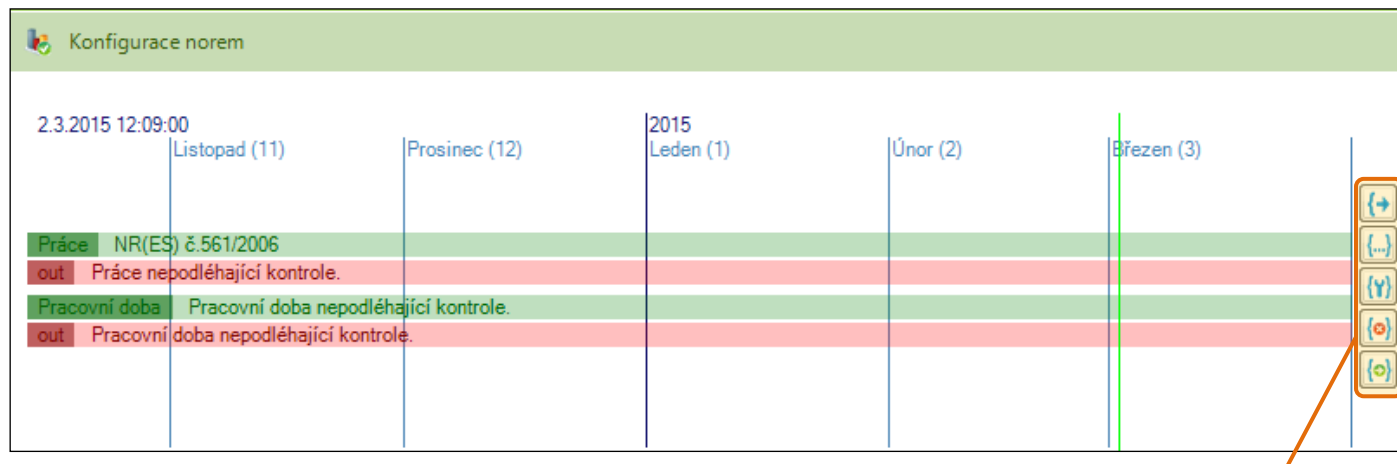 Konfigurace norem
2.3.2015 12:09:00 2015
Listopad (11) Prosinec (12) Leden (1) Únor (2) Březen (3)
Práce NR(ES) č.561/2006
out Práce nepodléhající kontrole.
Pracovní doba Pracovní doba nepodléhající kontrole.
out Pracovní doba nepodléhající kontrole.